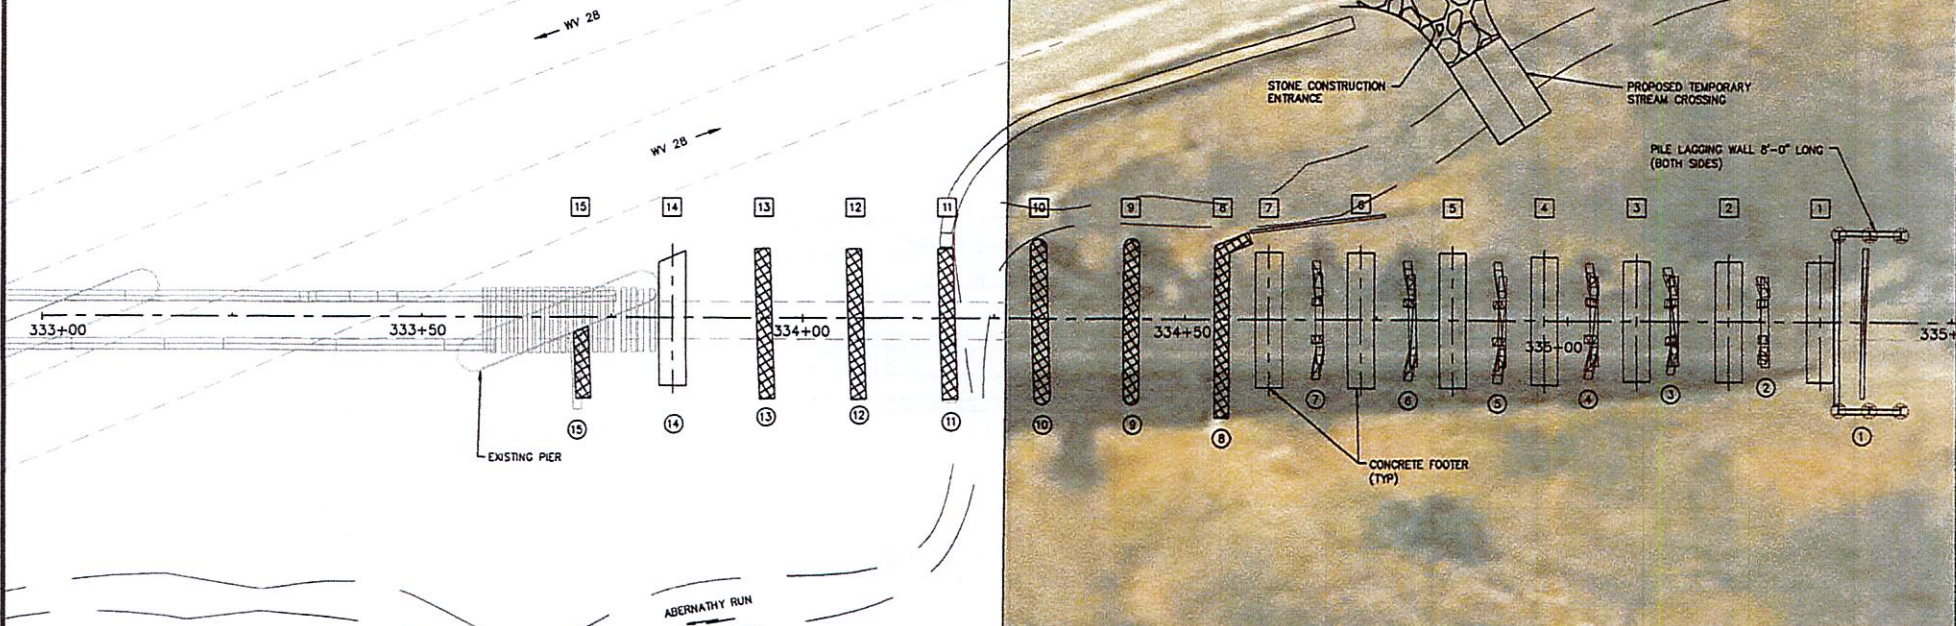 WV 28
STONE CONSTRUCTION
ENTRANCE
PROPOSED TEMPORARY
STREAM CROSSING
WV 28
PILE LAGGING WALL 8'-0" LONG
(BOTH SIDES)
15 14 13 12 11 10 9 8 7 6 5 4 3 2 1
333+00 333+50 334+00 334+50 335+00 335+
15 14 13 12 11 10 9 8 7 6 5 4 3 2 1
EXISTING PIER
CONCRETE FOOTER
(TYP)
ABERNATHY RUN